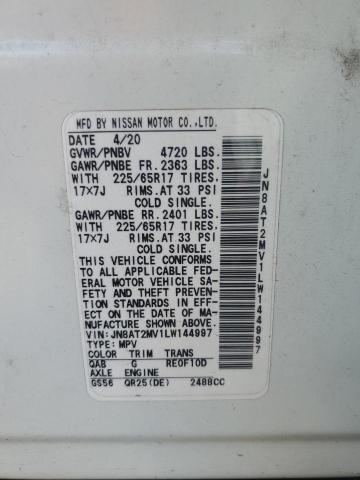 MFD BY NISSAN MOTOR CO.,LTD.
DATE 4/20
GVWR/PNBV 4720 LBS.
GAWR/PNBE FR.2363 LBS.
WITH 225/65R17 TIRES.
17×7J RIMS.AT 33 PSI
COLD SINGLE.
GAWR/PNBE RR.2401 LBS.
WITH 225/65R17 TIRES.
17×7J RIMS.AT 33 PSI
COLD SINGLE.
THIS VEHICLE CONFORMS
TO ALL APPLICABLE FED-
ERAL MOTOR VEHICLE SA-
FETY AND THEFT PREVEN-
TION STANDARDS IN EFF-
ECT ON THE DATE OF MA-
NUFACTURE SHOWN ABOVE.
VIN:JN8AT2MV1LW144997
TYPE:MPV
COLOR TRIM TRANS
QAB G RE0F10D
AXLE ENGINE
GS56 QR25(DE) 2488CC
JN8AT2MV1LW144997